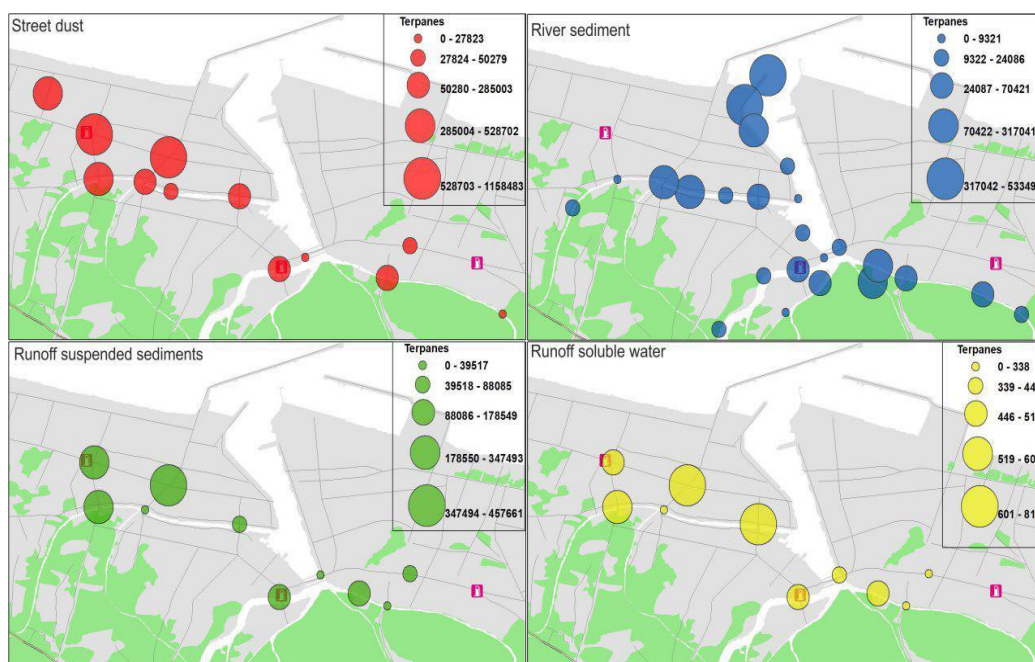 Street dust
Terpanes
0 - 27823
27824 - 50279
50280 - 285003
285004 - 528702
528703 - 1158483
River sediment
Terpanes
0 - 9321
9322 - 24086
24087 - 70421
70422 - 317041
317042 - 53349
Runoff suspended sediments
Terpanes
0 - 39517
39518 - 88085
88086 - 178549
178550 - 347493
347494 - 457661
Runoff soluble water
Terpanes
0 - 338
339 - 44
446 - 51
519 - 60
601 - 81